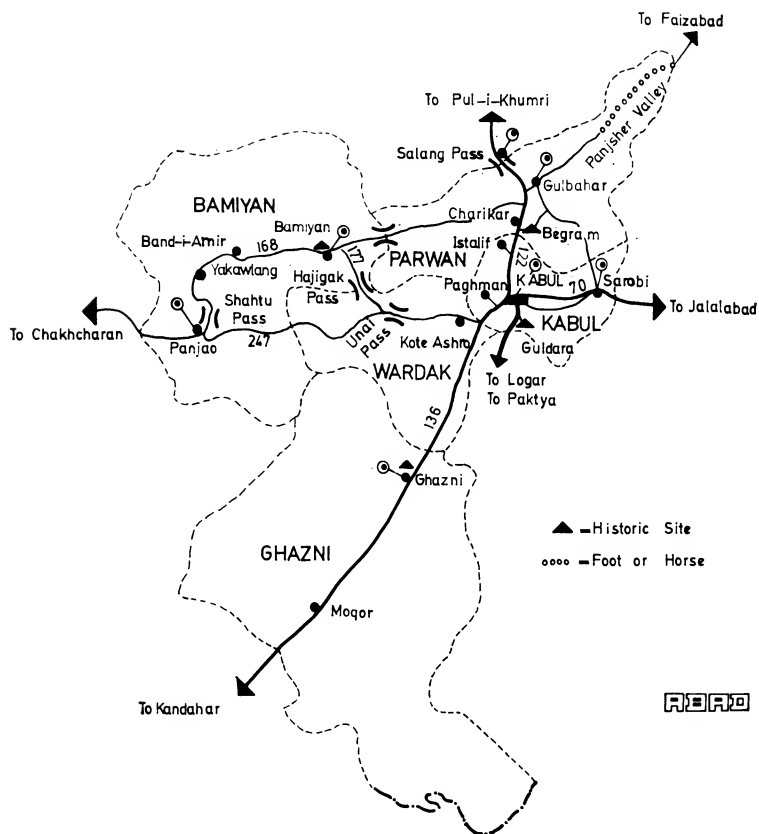 To Faizabad
To Pul-i-Khumri
Panjsher Valley
Salang Pass
Gulbahar
BAMIYAN
Bamiyan
Charikar
Begram
Band-i-Amir
168
177
PARWAN
Istalif
122
KABUL
Yakawlang
Hajigak
Pass
Paghman
70
Sarobi
Shahtu
Pass
To Jalalabad
To Chakhcharan
Panjao
247
Unai
Pass
Kote Ashro
KABUL
Guldara
WARDAK
To Logar
To Paktya
136
Ghazni
Historic Site
GHAZNI
Foot or Horse
Moqor
To Kandahar
ABAD